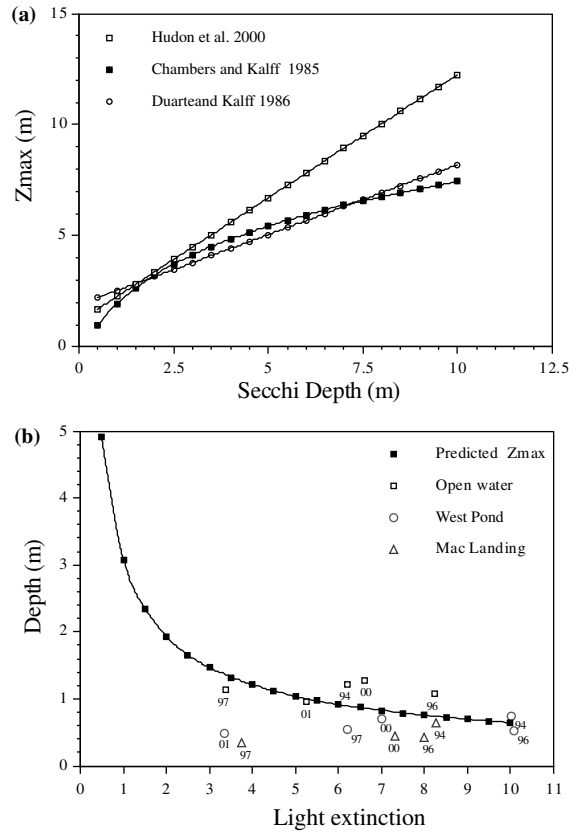 (a)
15
10
5
0
Zmax (m)
Hudon et al. 2000
Chambers and Kalff 1985
Duarteand Kalff 1986
0 2.5 5 7.5 10 12.5
Secchi Depth (m)
(b)
5
4
3
2
1
0
Depth (m)
Predicted Zmax
Open water
West Pond
Mac Landing
97
01
97
01
94
00
97
00
00
96
94
96
94
96
0 1 2 3 4 5 6 7 8 9 10 11
Light extinction